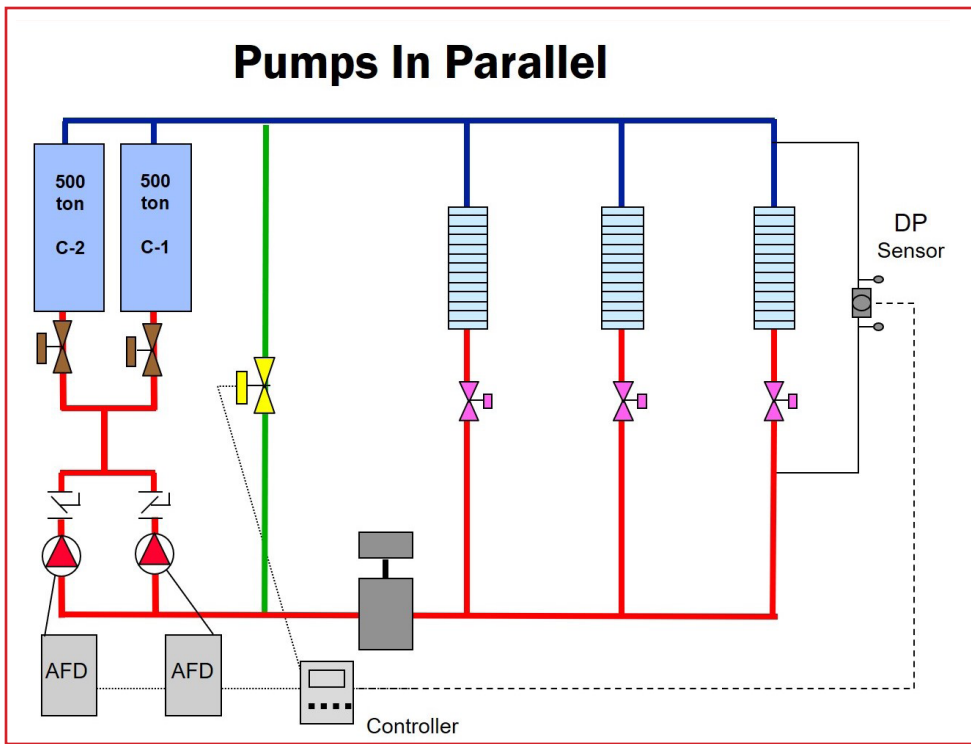 Pumps In Parallel
500
ton
C-2
500
ton
C-1
DP
Sensor
AFD
AFD
Controller